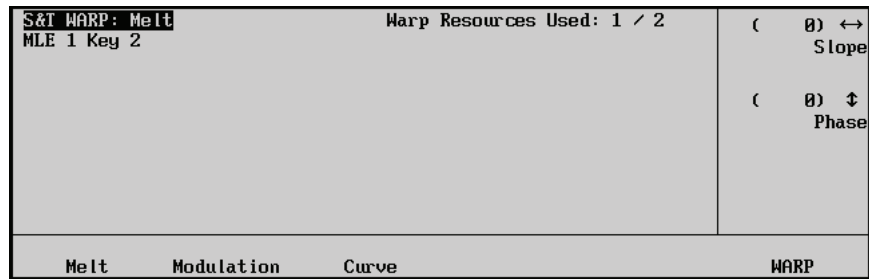 S&T WARP: Melt Warp Resources Used: 1 / 2
MLE 1 Key 2
( 0) ↔
Slope
( 0) ↕
Phase
Melt Modulation Curve WARP